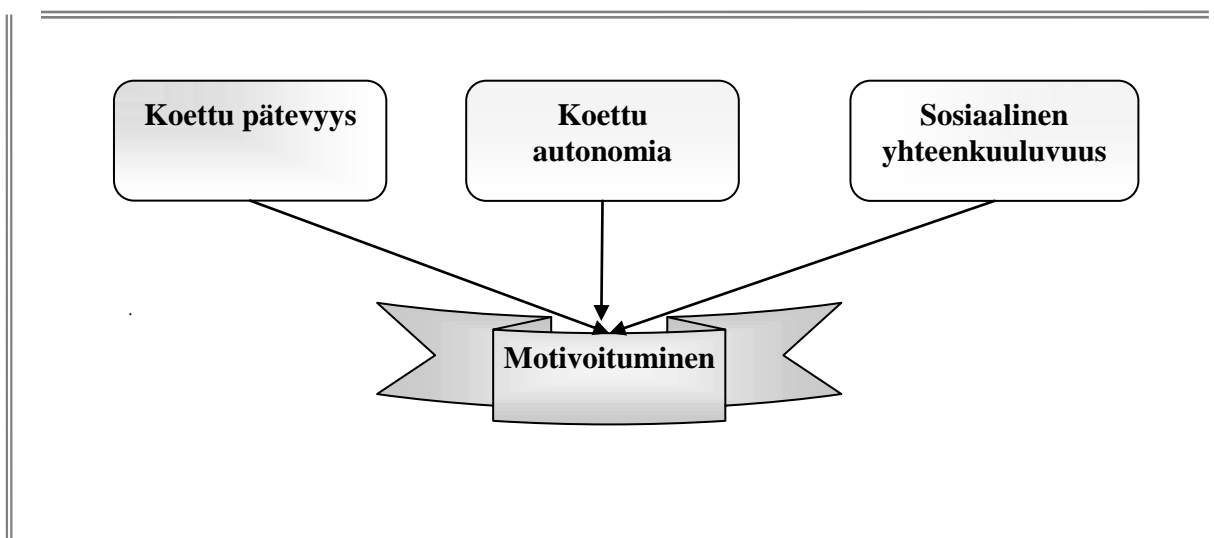 Koettu pätevyys
Koettu
autonomia
Sosiaalinen
yhteenkuuluvuus
Motivoituminen